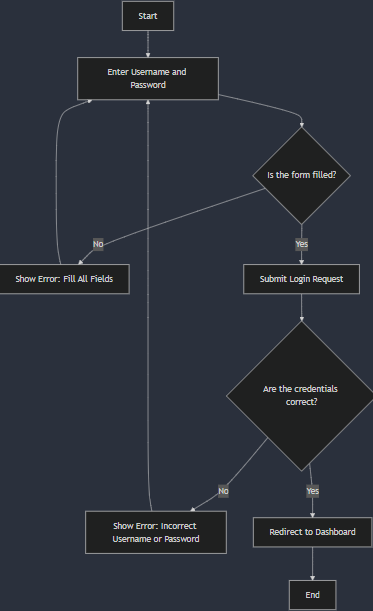 Start
Enter Username and
Password
Is the form filled?
No
Yes
Show Error: Fill All Fields
Submit Login Request
Are the credentials
correct?
No
Yes
Show Error: Incorrect
Username or Password
Redirect to Dashboard
End